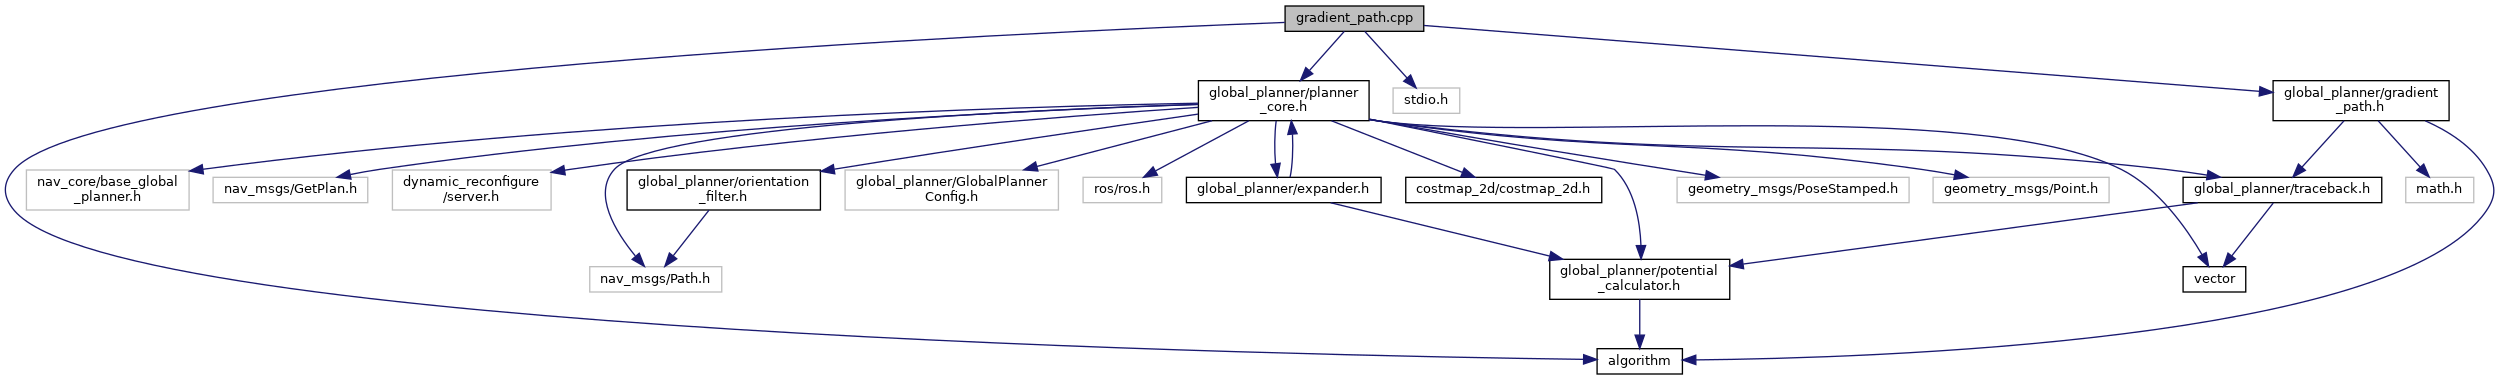 gradient_path.cpp
global_planner/planner
_core.h
stdio.h
global_planner/gradient
_path.h
nav_core/base_global
_planner.h
nav_msgs/GetPlan.h
dynamic_reconfigure
/server.h
global_planner/orientation
_filter.h
global_planner/GlobalPlanner
Config.h
ros/ros.h
global_planner/expander.h
costmap_2d/costmap_2d.h
geometry_msgs/PoseStamped.h
geometry_msgs/Point.h
global_planner/traceback.h
math.h
nav_msgs/Path.h
global_planner/potential
_calculator.h
vector
algorithm